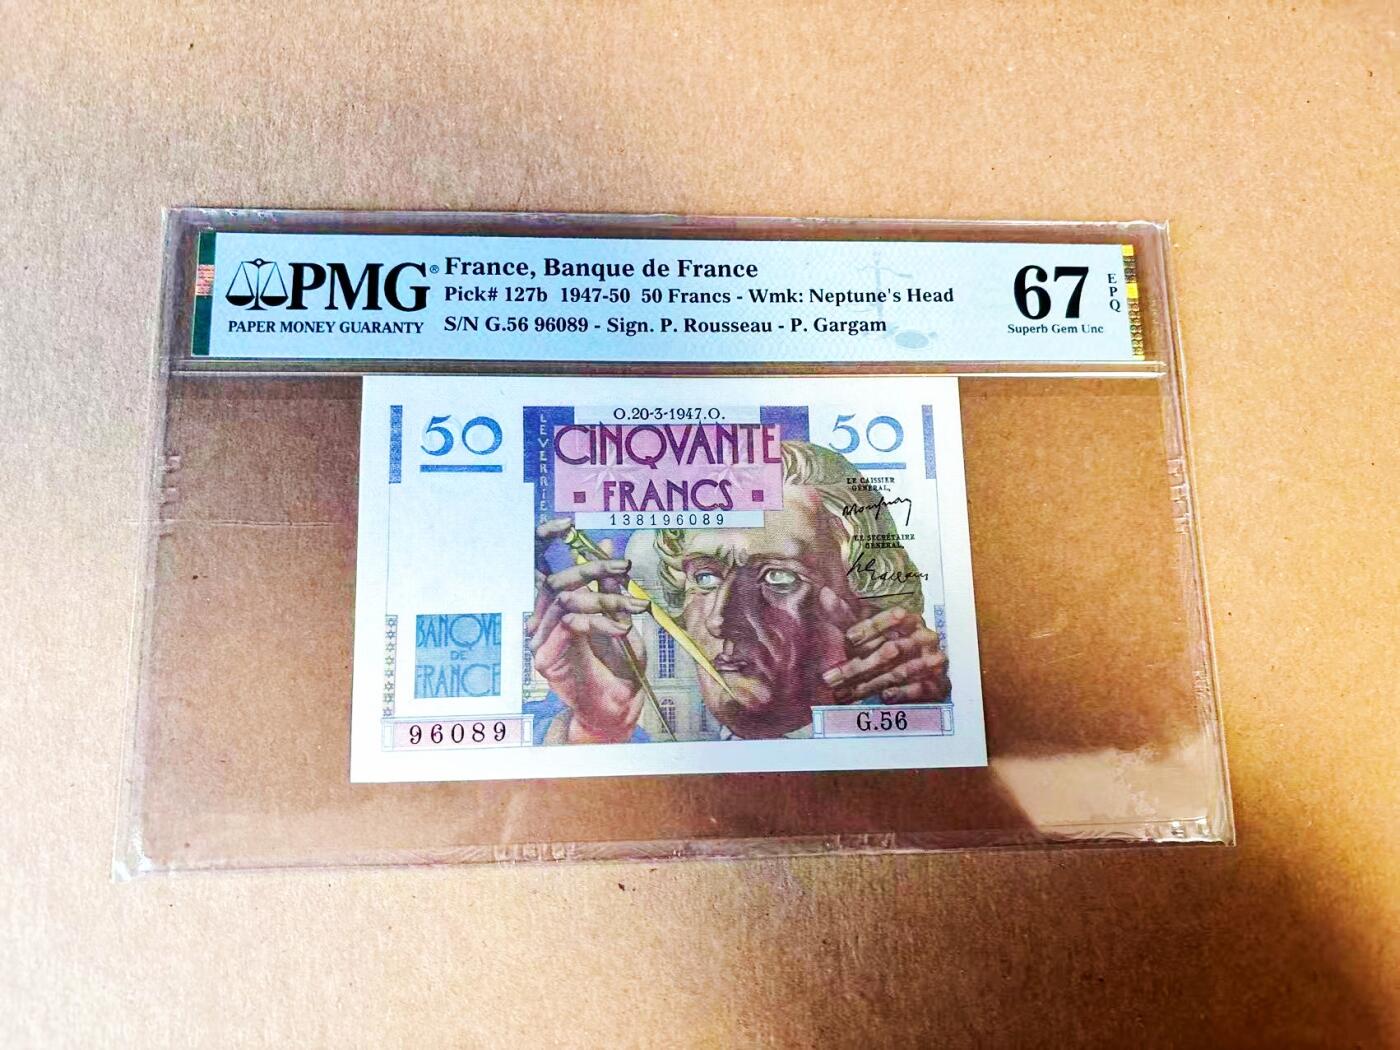 PMG®
PAPER MONEY GUARANTY
France, Banque de France
Pick# 127b 1947-50 50 Francs - Wmk: Neptune's Head
S/N G.56 96089 - Sign. P. Rousseau - P. Gargam
67
EPQ
Superb Gem Unc
50
LEVERRIER
O.20-3-1947.O.
CINQVANTE
FRANCS
138196089
50
LE CAISSIER
GÉNÉRAL,
LE SECRÉTAIRE
GÉNÉRAL,
BANQVE
DE
FRANCE
96089
G.56